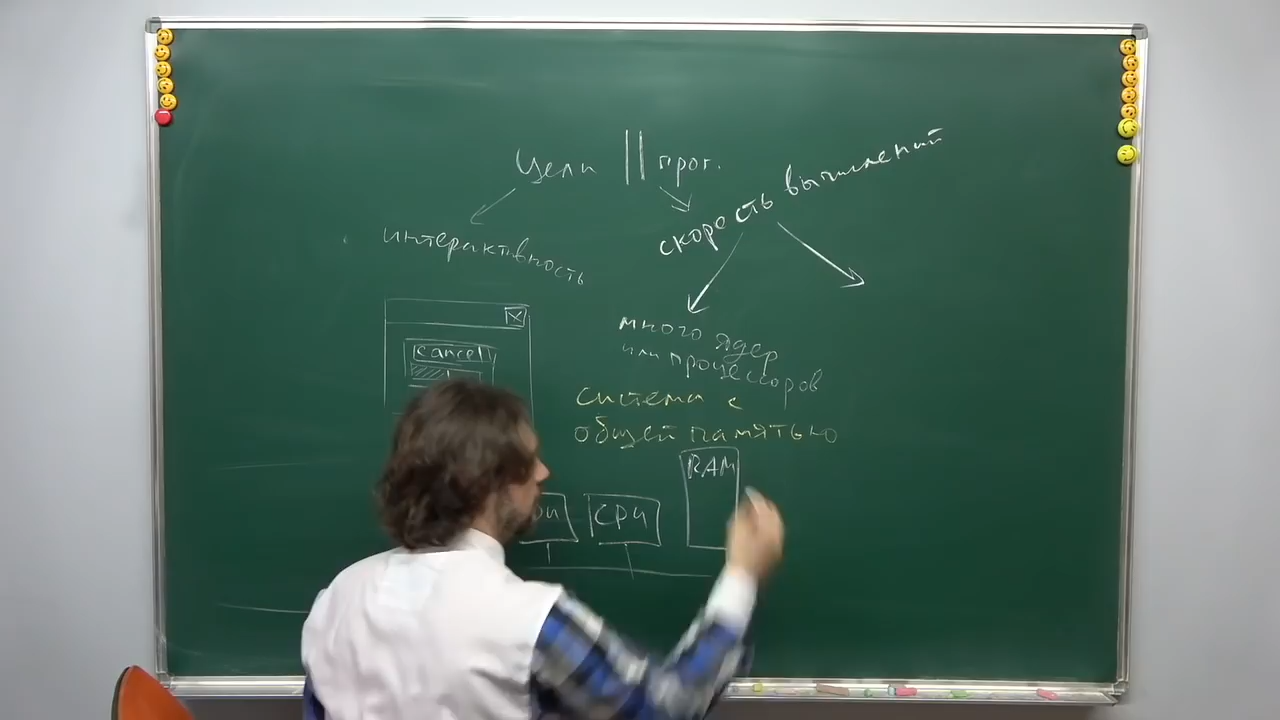 Цели || прог.
скорость вычислений
интерактивность
много ядер
или процессоров
cancel
система с
общей памятью
RAM
CPU